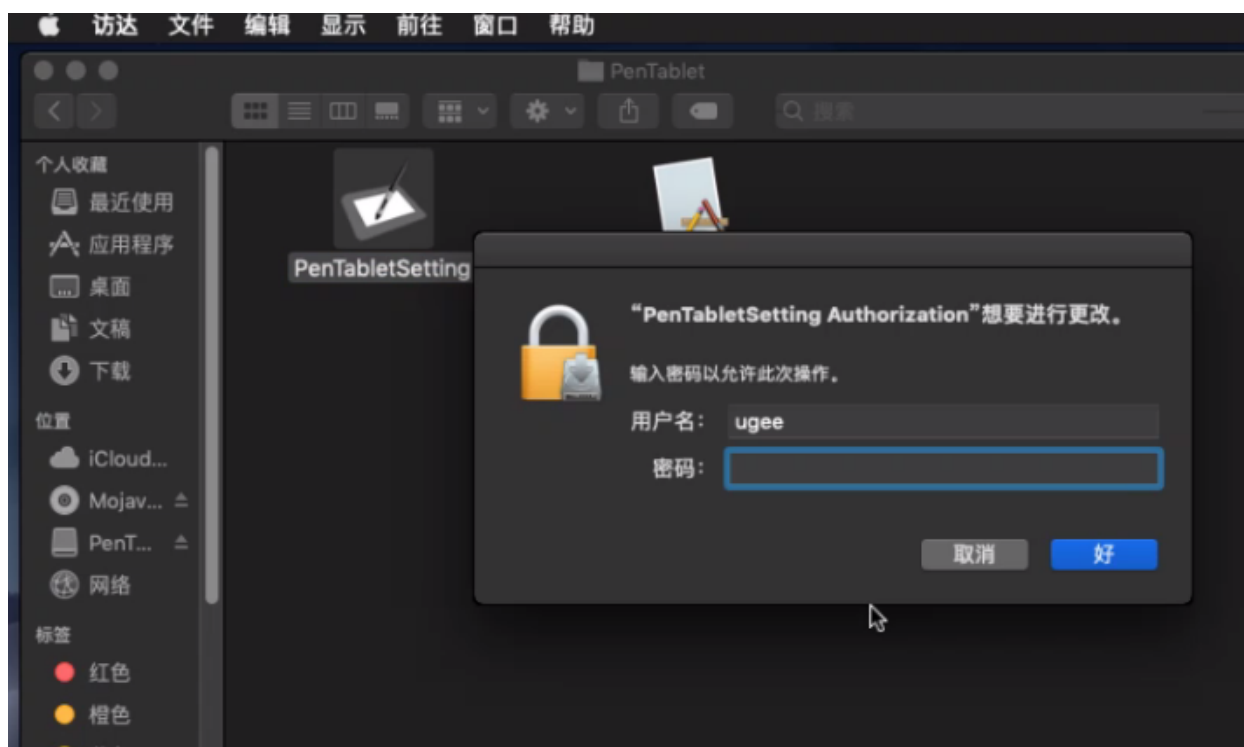 访达 文件 编辑 显示 前往 窗口 帮助
PenTablet
搜索
个人收藏
最近使用
应用程序
桌面
文稿
下载
位置
iCloud...
Mojav...
PenT...
网络
标签
红色
橙色
PenTabletSetting
“PenTabletSetting Authorization”想要进行更改。
输入密码以允许此次操作。
用户名： ugee
密码：
取消 好